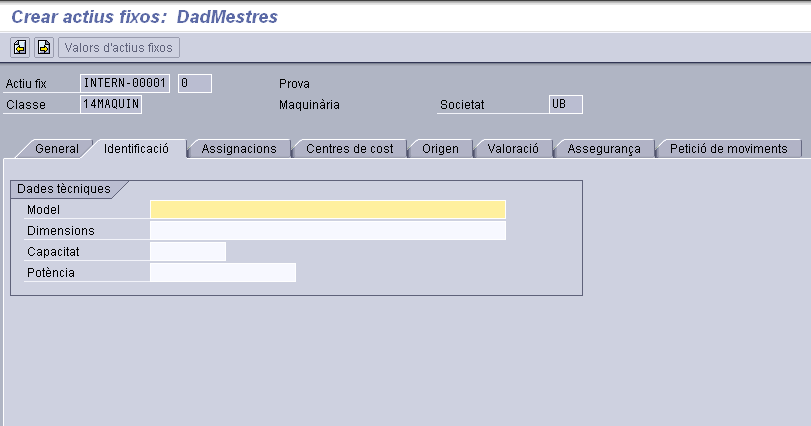 Crear actius fixos: DadMestres
Valors d'actius fixos
Actiu fix INTERN-00001 0 Prova
Classe 14MAQUIN Maquinària Societat UB
General Identificació Assignacions Centres de cost Origen Valoració Assegurança Petició de moviments
Dades tècniques
Model
Dimensions
Capacitat
Potència